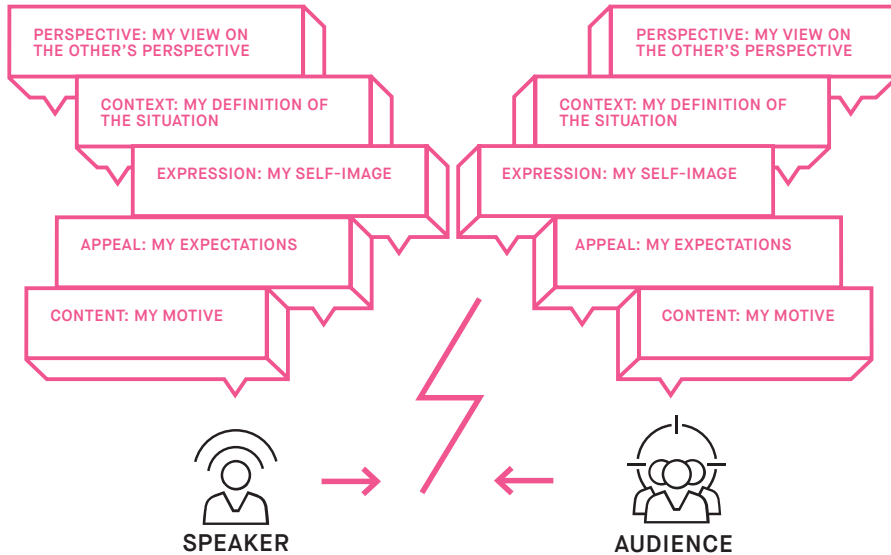 PERSPECTIVE: MY VIEW ON
THE OTHER'S PERSPECTIVE
CONTEXT: MY DEFINITION OF
THE SITUATION
EXPRESSION: MY SELF-IMAGE
APPEAL: MY EXPECTATIONS
CONTENT: MY MOTIVE
SPEAKER
PERSPECTIVE: MY VIEW ON
THE OTHER'S PERSPECTIVE
CONTEXT: MY DEFINITION OF
THE SITUATION
EXPRESSION: MY SELF-IMAGE
APPEAL: MY EXPECTATIONS
CONTENT: MY MOTIVE
AUDIENCE